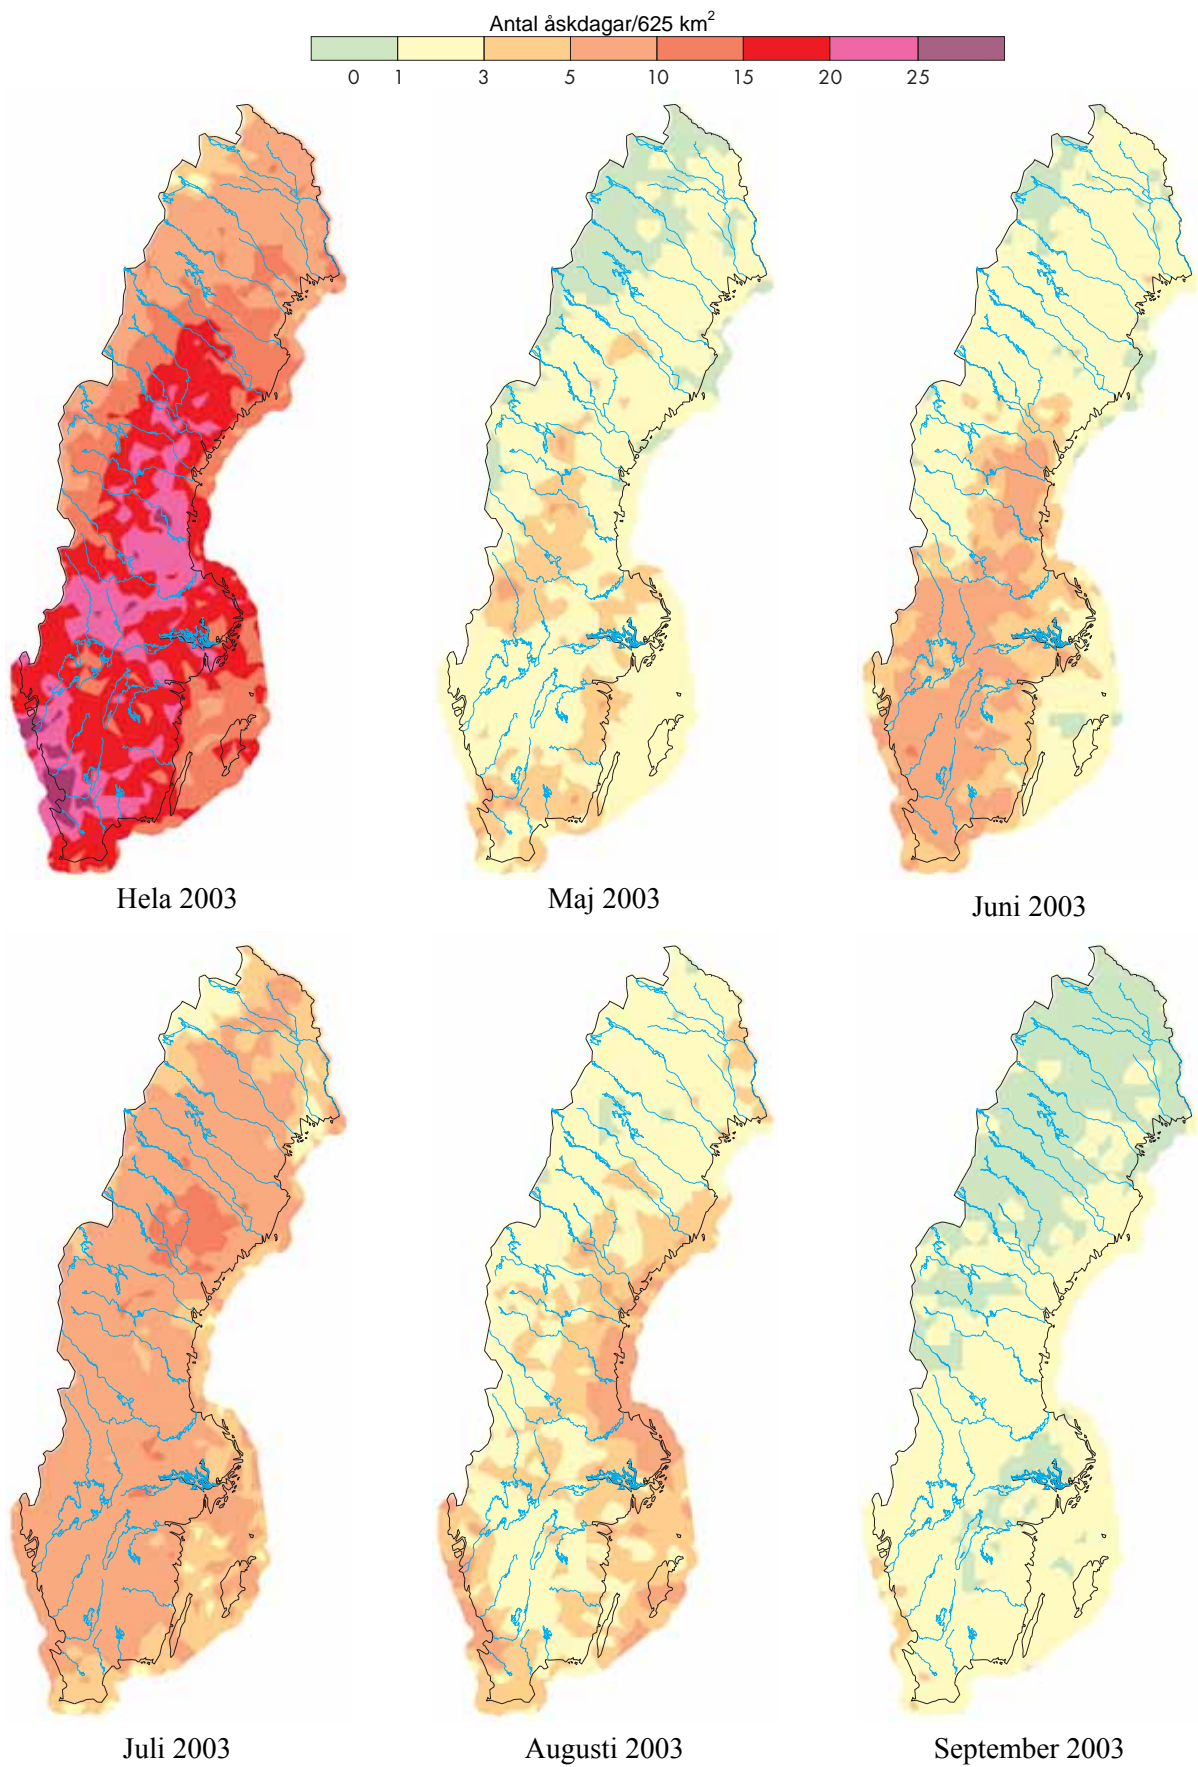 Antal åskdagar/625 km²
0 1 3 5 10 15 20 25
Hela 2003
Maj 2003
Juni 2003
Juli 2003
Augusti 2003
September 2003